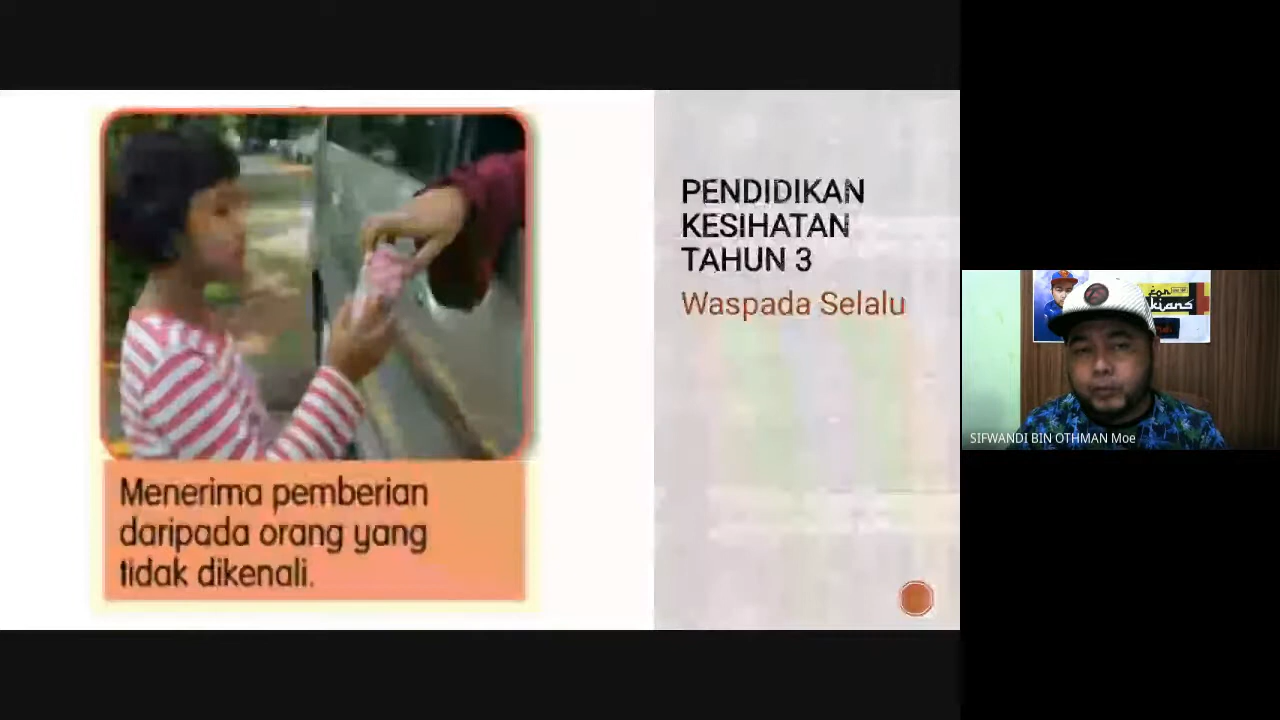 Menerima pemberian
daripada orang yang
tidak dikenali.
PENDIDIKAN
KESIHATAN
TAHUN 3
Waspada Selalu
SIFWANDI BIN OTHMAN Moe